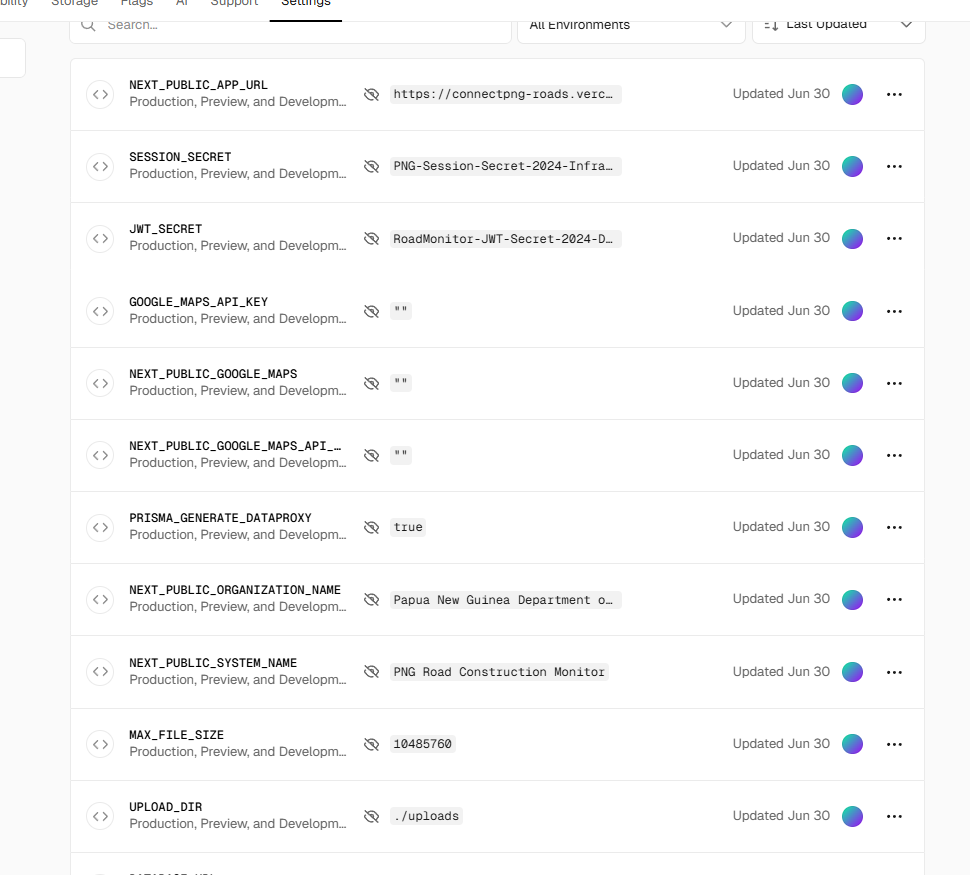 Storage Flags AI Support Settings
Search... All Environments Last Updated
NEXT_PUBLIC_APP_URL
Production, Preview, and Developm... https://connectpng-roads.verc… Updated Jun 30
SESSION_SECRET
Production, Preview, and Developm... PNG-Session-Secret-2024-Infra… Updated Jun 30
JWT_SECRET
Production, Preview, and Developm... RoadMonitor-JWT-Secret-2024-D… Updated Jun 30
GOOGLE_MAPS_API_KEY
Production, Preview, and Developm... "" Updated Jun 30
NEXT_PUBLIC_GOOGLE_MAPS
Production, Preview, and Developm... "" Updated Jun 30
NEXT_PUBLIC_GOOGLE_MAPS_API_…
Production, Preview, and Developm... "" Updated Jun 30
PRISMA_GENERATE_DATAPROXY
Production, Preview, and Developm... true Updated Jun 30
NEXT_PUBLIC_ORGANIZATION_NAME
Production, Preview, and Developm... Papua New Guinea Department o… Updated Jun 30
NEXT_PUBLIC_SYSTEM_NAME
Production, Preview, and Developm... PNG Road Construction Monitor Updated Jun 30
MAX_FILE_SIZE
Production, Preview, and Developm... 10485760 Updated Jun 30
UPLOAD_DIR
Production, Preview, and Developm... ./uploads Updated Jun 30